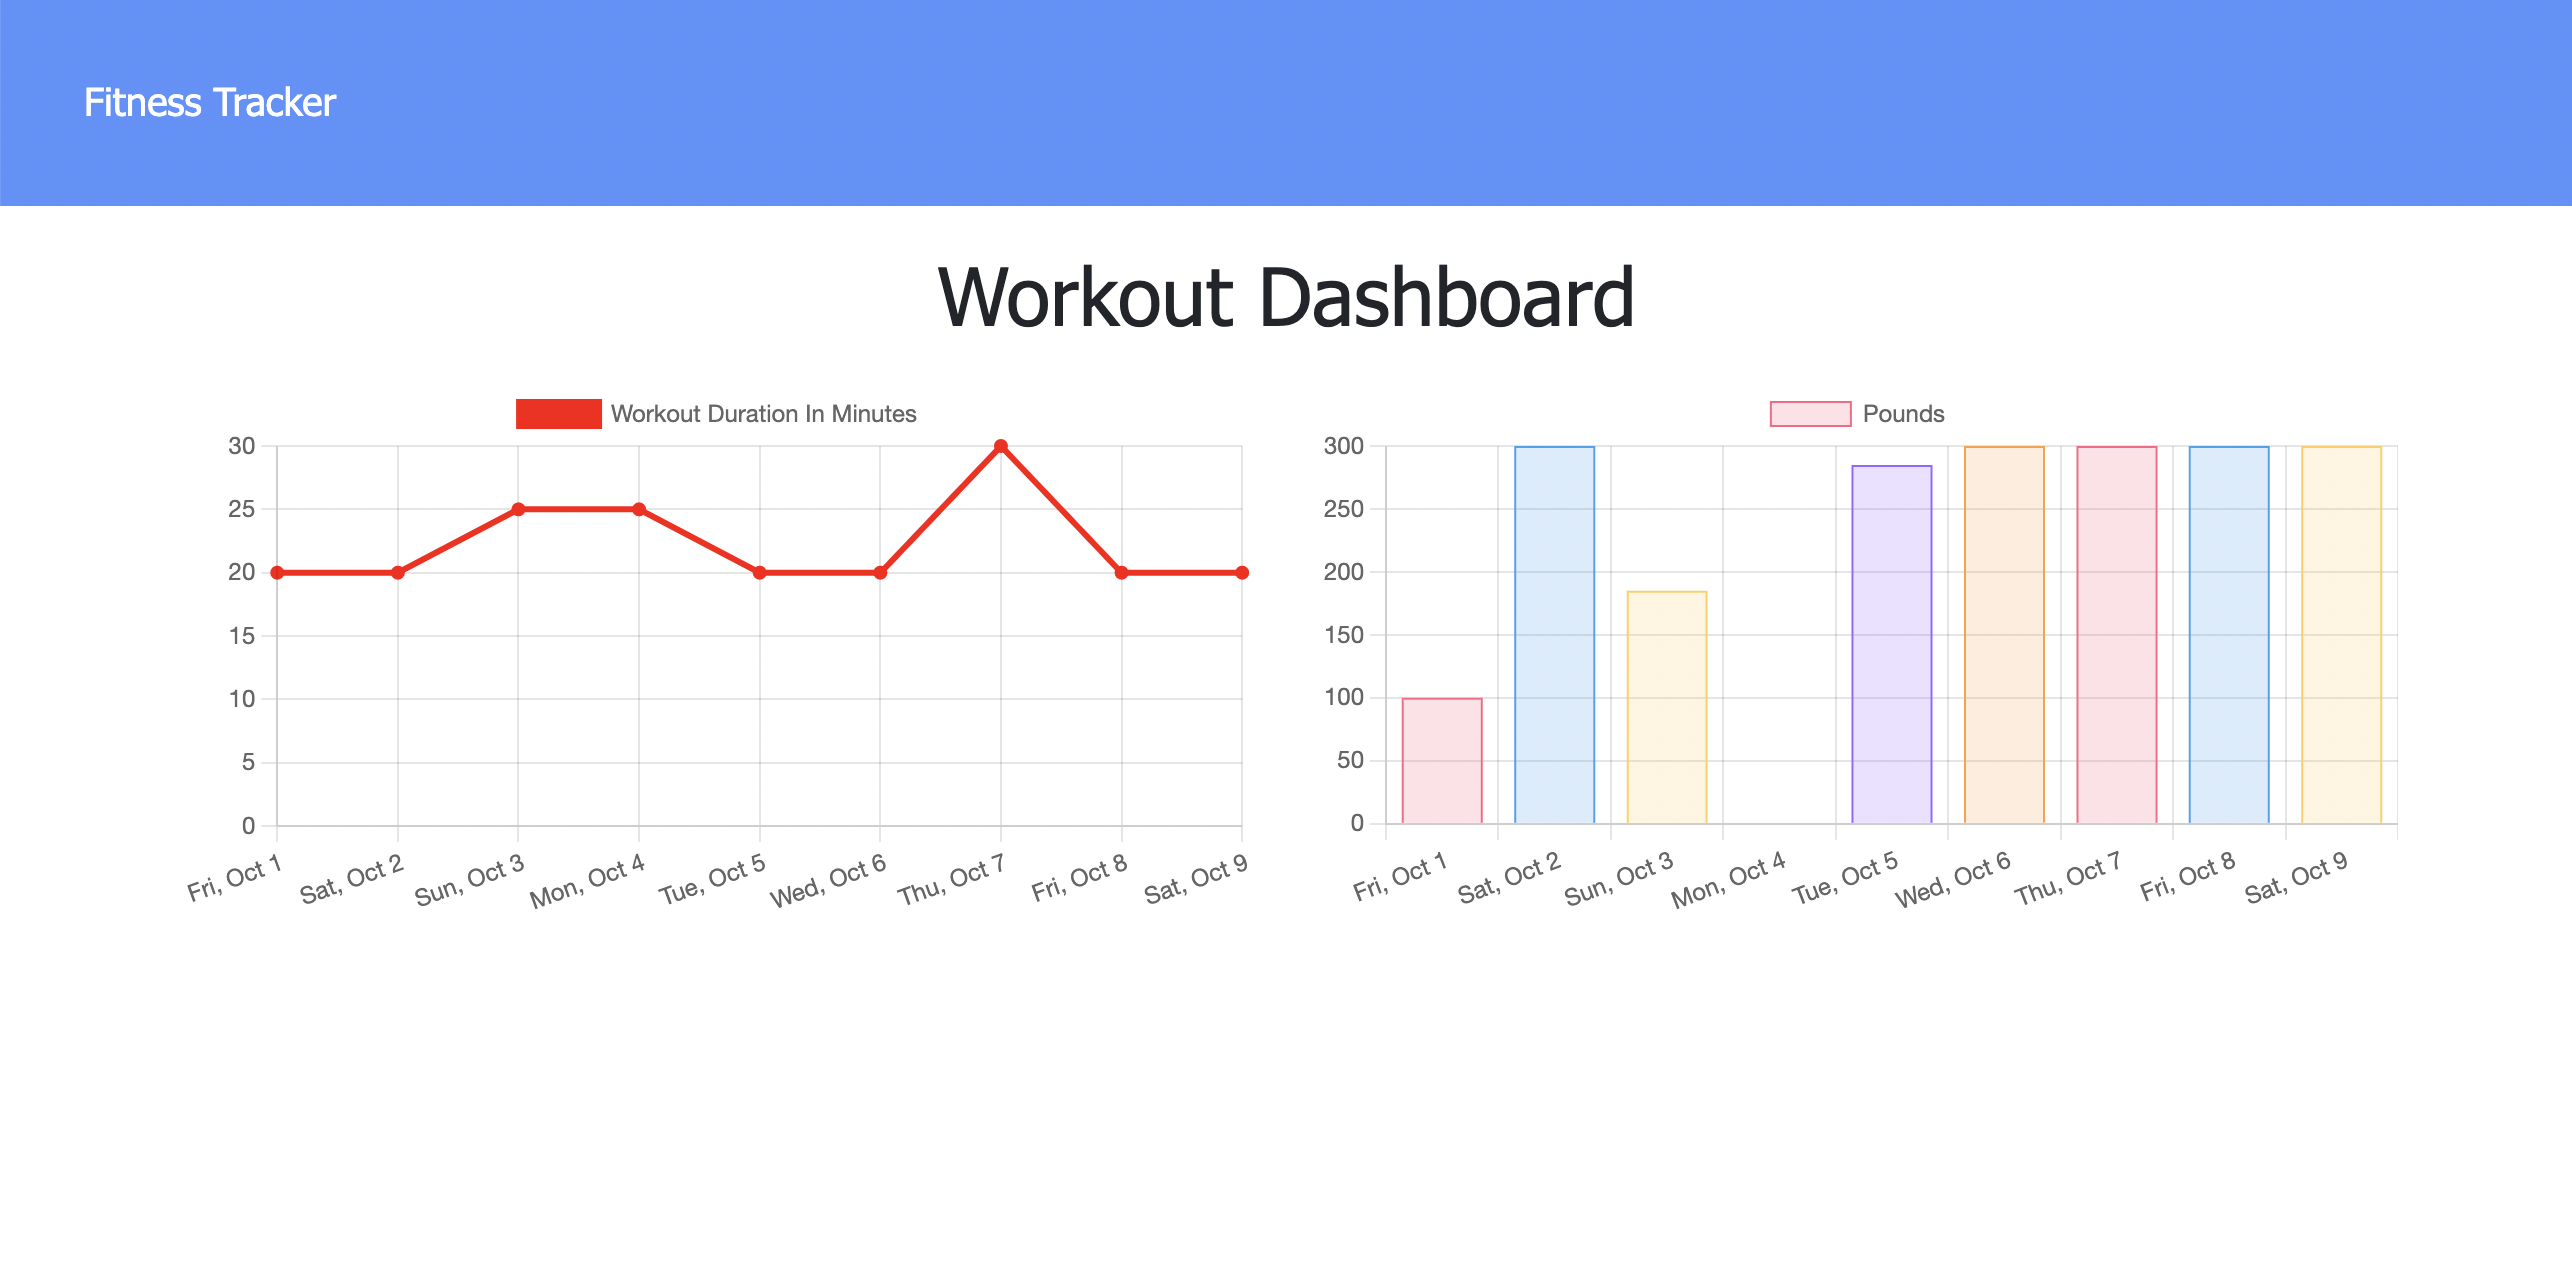 Fitness Tracker
Workout Dashboard
Workout Duration In Minutes
30
25
20
15
10
5
0
Fri, Oct 1
Sat, Oct 2
Sun, Oct 3
Mon, Oct 4
Tue, Oct 5
Wed, Oct 6
Thu, Oct 7
Fri, Oct 8
Sat, Oct 9
Pounds
300
250
200
150
100
50
0
Fri, Oct 1
Sat, Oct 2
Sun, Oct 3
Mon, Oct 4
Tue, Oct 5
Wed, Oct 6
Thu, Oct 7
Fri, Oct 8
Sat, Oct 9